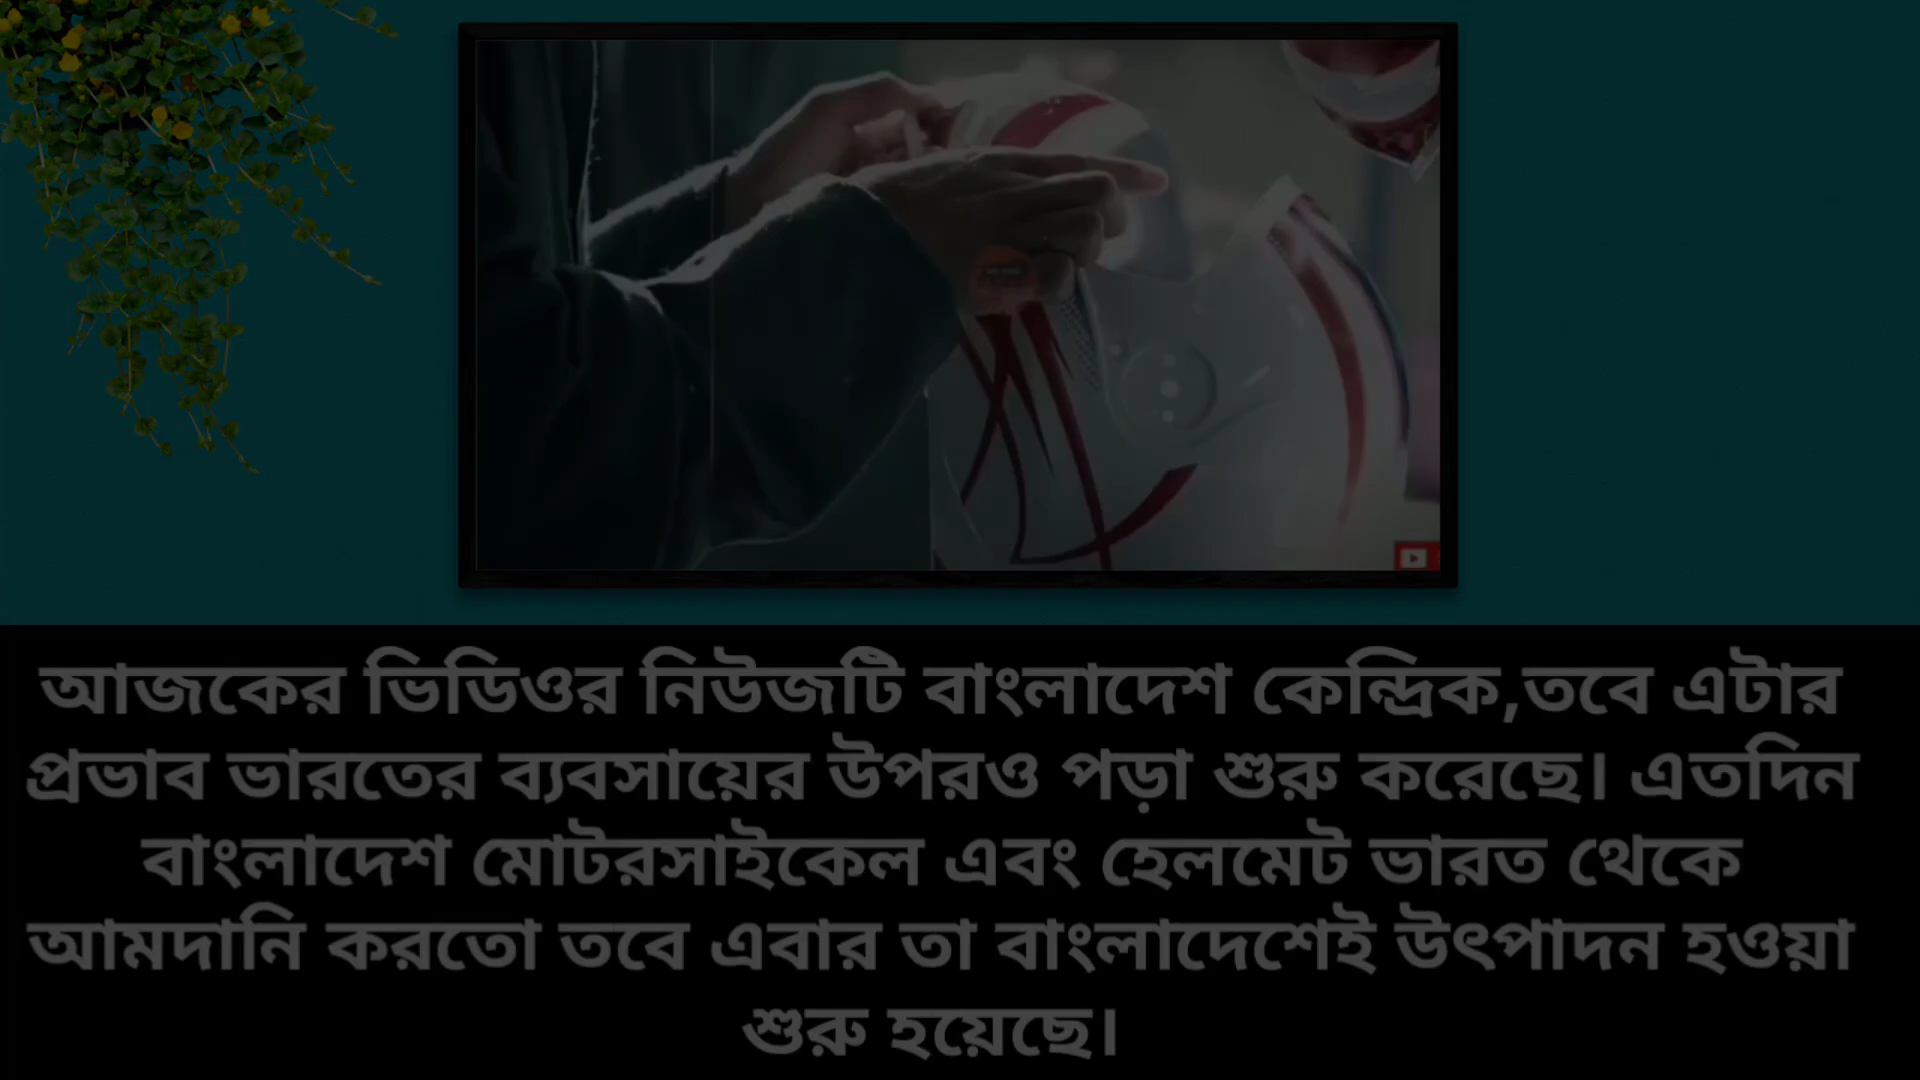 আজকের ভিডিওর নিউজটি বাংলাদেশ কেন্দ্রিক,তবে এটার
প্রভাব ভারতের ব্যবসায়ের উপরও পড়া শুরু করেছে। এতদিন
বাংলাদেশ মোটরসাইকেল এবং হেলমেট ভারত থেকে
আমদানি করতো তবে এবার তা বাংলাদেশেই উৎপাদন হওয়া
শুরু হয়েছে।